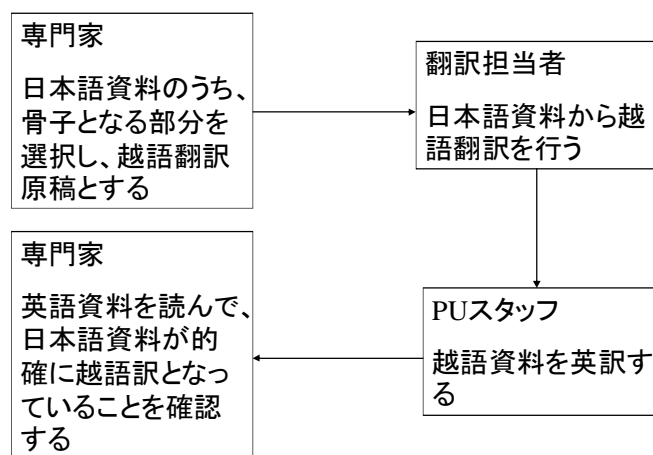 専門家
日本語資料のうち、
骨子となる部分を
選択し、越語翻訳
原稿とする
翻訳担当者
日本語資料から越
語翻訳を行う
PUスタッフ
越語資料を英訳す
る
専門家
英語資料を読んで、
日本語資料が的
確に越語訳となっ
ていることを確認
する